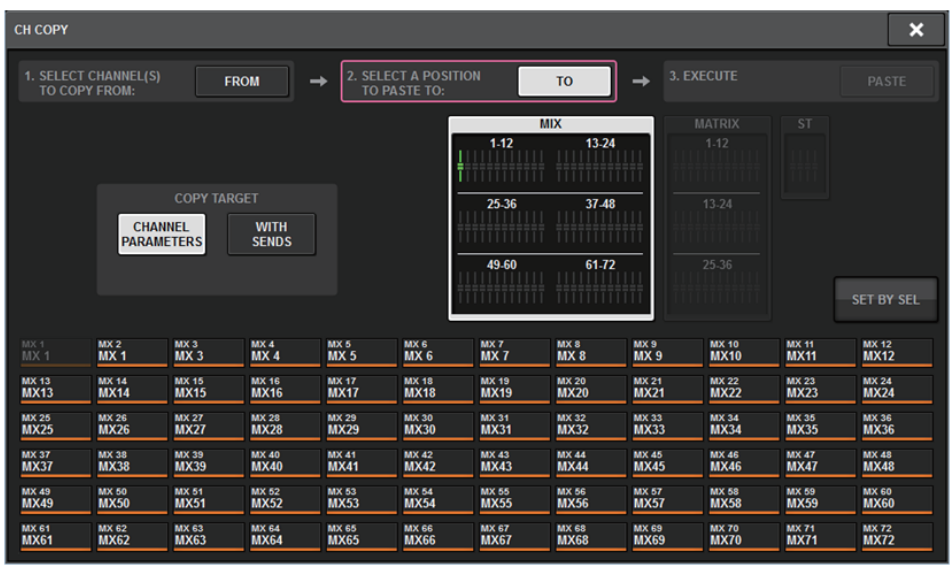 CH COPY
1. SELECT CHANNEL(S)
TO COPY FROM:
FROM
2. SELECT A POSITION
TO PASTE TO:
TO
3. EXECUTE
PASTE
MIX
1-12 13-24
25-36 37-48
49-60 61-72
MATRIX
1-12
13-24
25-36
ST
COPY TARGET
CHANNEL
PARAMETERS
WITH
SENDS
SET BY SEL
MX 1 MX 2 MX 3 MX 4 MX 5 MX 6 MX 7 MX 8 MX 9 MX 10 MX 11 MX 12
MX 1 MX 1 MX 3 MX 4 MX 5 MX 6 MX 7 MX 8 MX 9 MX10 MX11 MX12
MX 13 MX 14 MX 15 MX 16 MX 17 MX 18 MX 19 MX 20 MX 21 MX 22 MX 23 MX 24
MX13 MX14 MX15 MX16 MX17 MX18 MX19 MX20 MX21 MX22 MX23 MX24
MX 25 MX 26 MX 27 MX 28 MX 29 MX 30 MX 31 MX 32 MX 33 MX 34 MX 35 MX 36
MX25 MX26 MX27 MX28 MX29 MX30 MX31 MX32 MX33 MX34 MX35 MX36
MX 37 MX 38 MX 39 MX 40 MX 41 MX 42 MX 43 MX 44 MX 45 MX 46 MX 47 MX 48
MX37 MX38 MX39 MX40 MX41 MX42 MX43 MX44 MX45 MX46 MX47 MX48
MX 49 MX 50 MX 51 MX 52 MX 53 MX 54 MX 55 MX 56 MX 57 MX 58 MX 59 MX 60
MX49 MX50 MX51 MX52 MX53 MX54 MX55 MX56 MX57 MX58 MX59 MX60
MX 61 MX 62 MX 63 MX 64 MX 65 MX 66 MX 67 MX 68 MX 69 MX 70 MX 71 MX 72
MX61 MX62 MX63 MX64 MX65 MX66 MX67 MX68 MX69 MX70 MX71 MX72